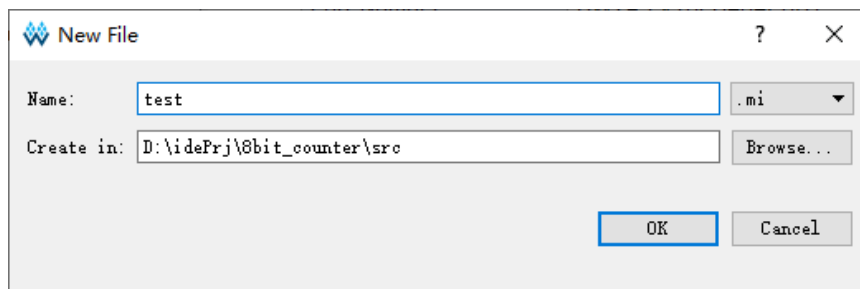 New File ?
Name: test .mi
Create in: D:\idePrj\8bit_counter\src Browse...
OK Cancel